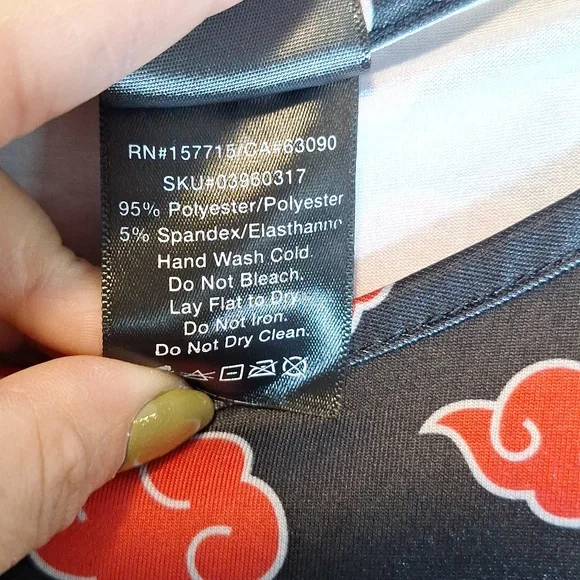 RN#157715/CA#63090
SKU#03960317
95% Polyester/Polyester
5% Spandex/Elasthanne
Hand Wash Cold.
Do Not Bleach.
Lay Flat to Dry.
Do Not Iron.
Do Not Dry Clean.